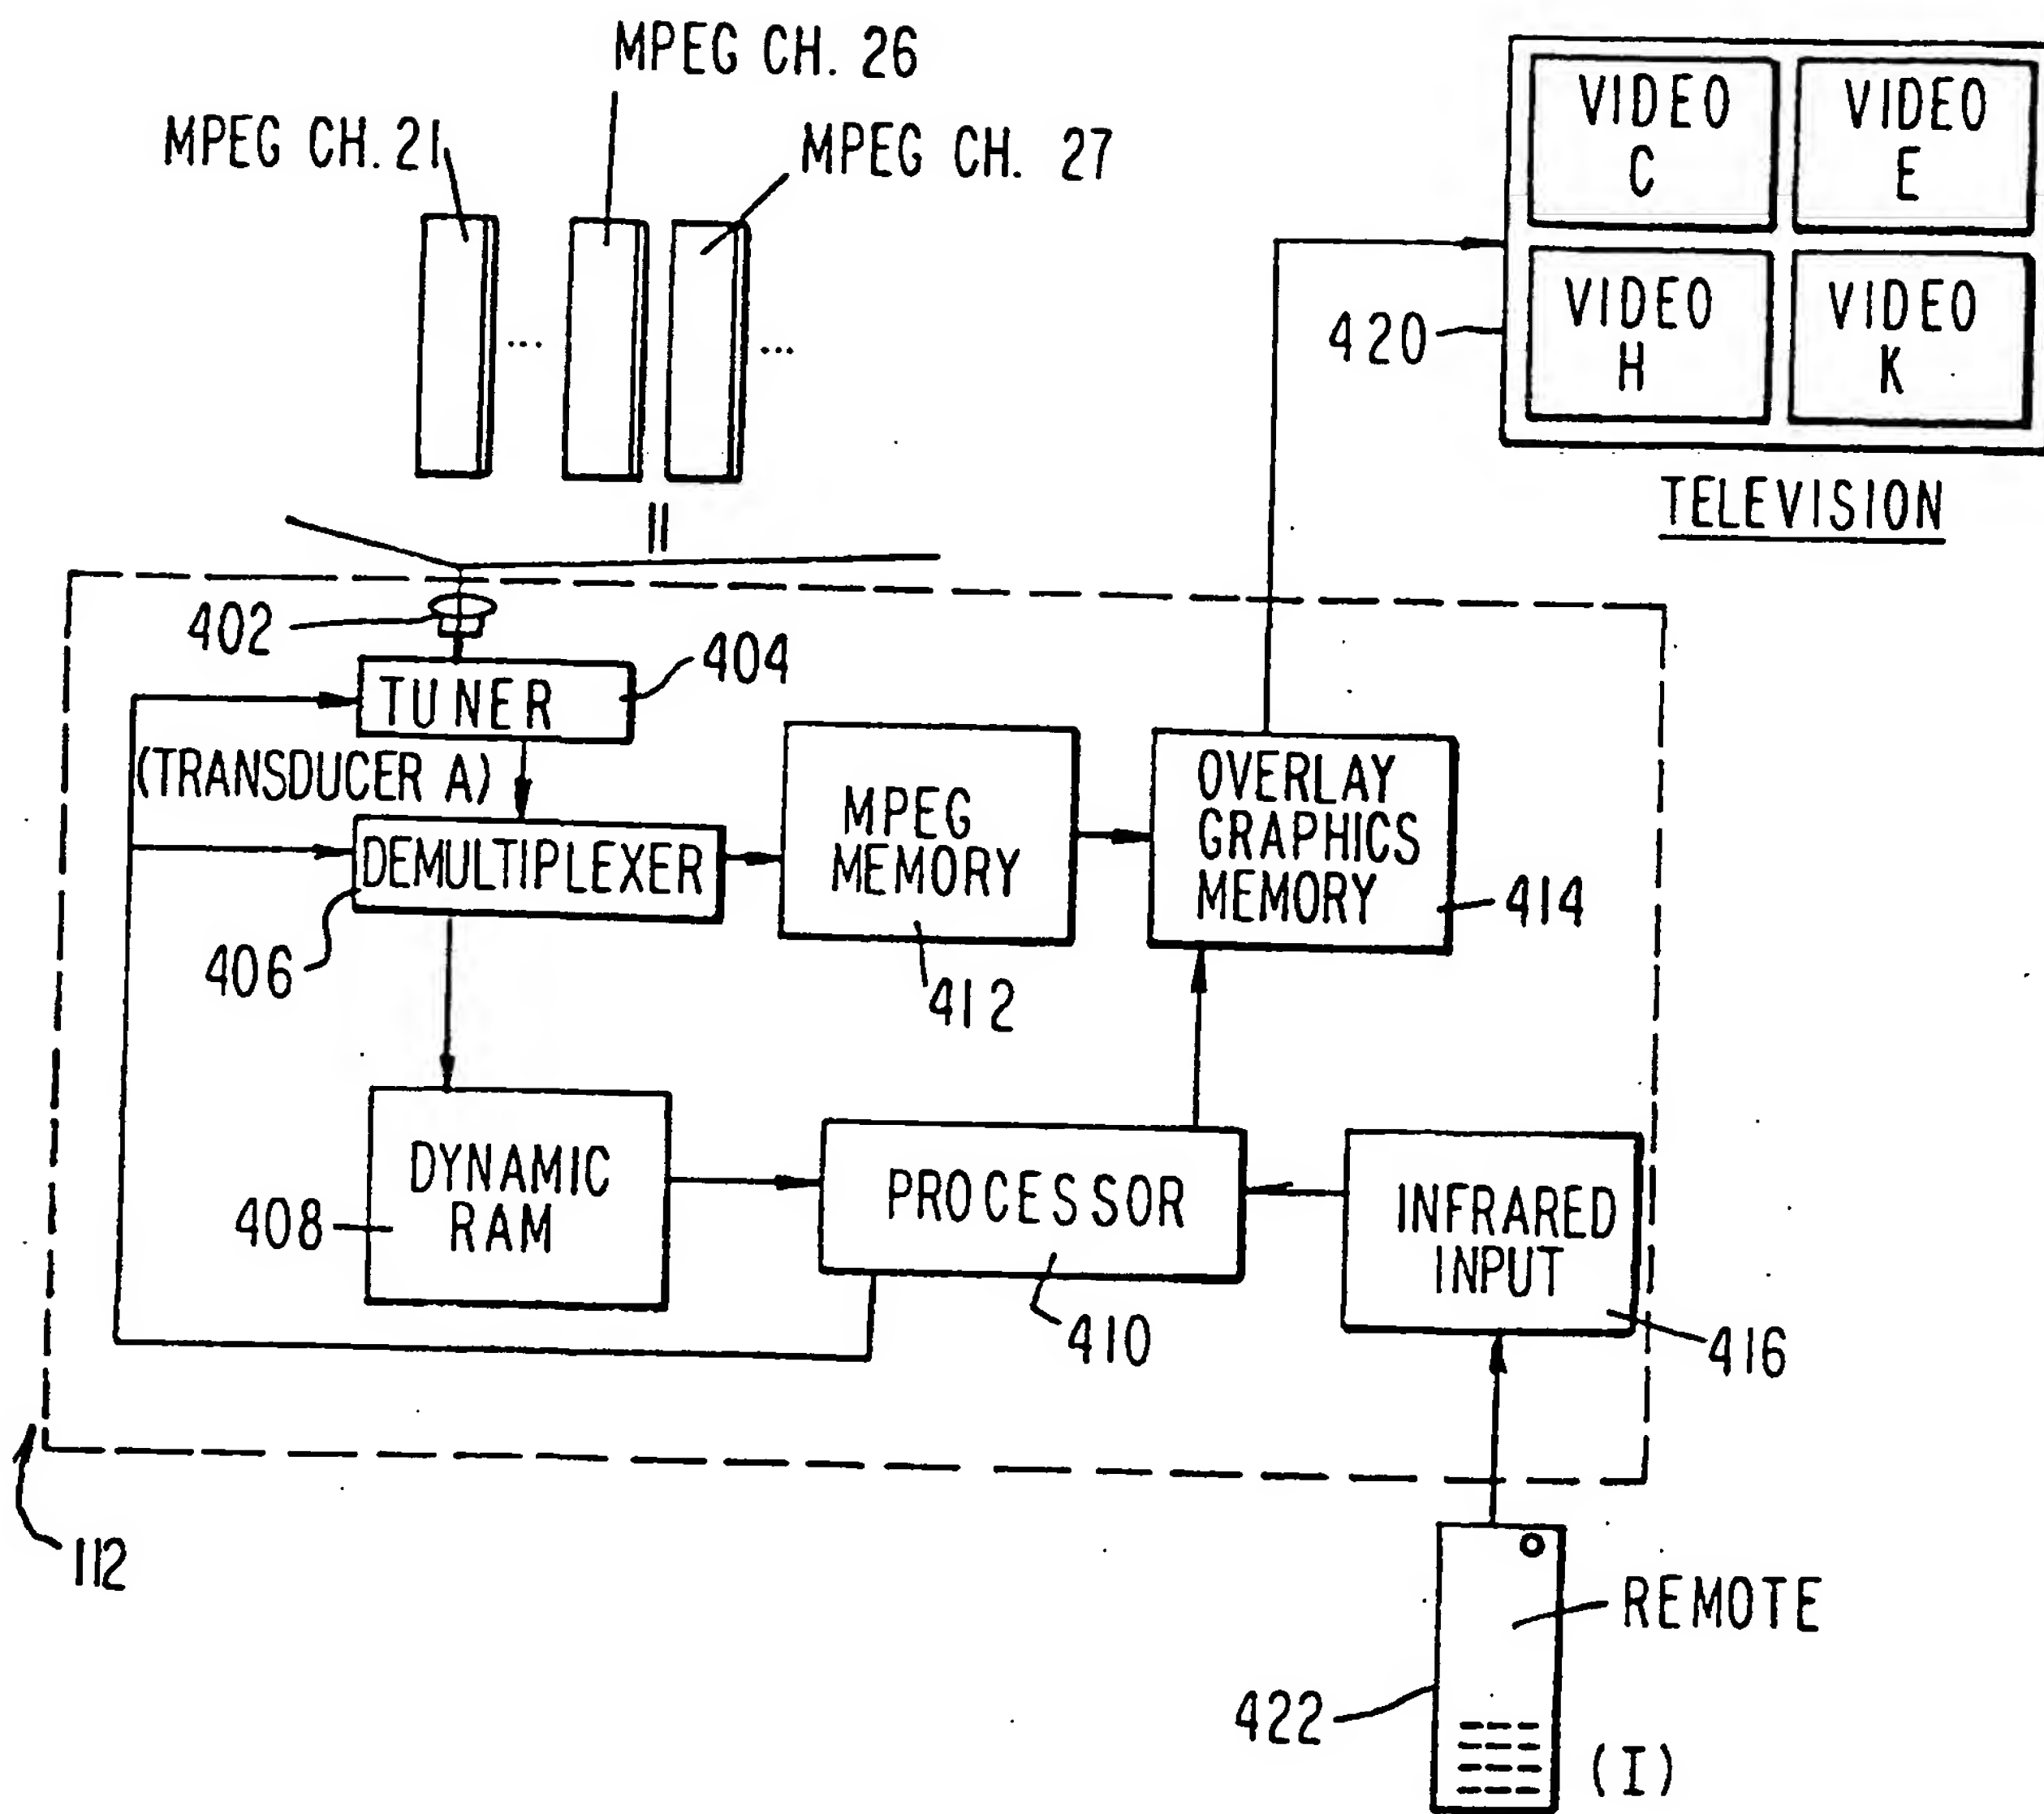 MPEG CH. 26
MPEG CH. 21
MPEG CH. 27
...
...
VIDEO
C
VIDEO
E
VIDEO
H
VIDEO
K
420
TELEVISION
402
TUNER
404
(TRANSDUCER A)
DEMULTIPLEXER
406
MPEG
MEMORY
412
OVERLAY
GRAPHICS
MEMORY
414
DYNAMIC
RAM
408
PROCESSOR
410
INFRARED
INPUT
416
112
REMOTE
422
(I)